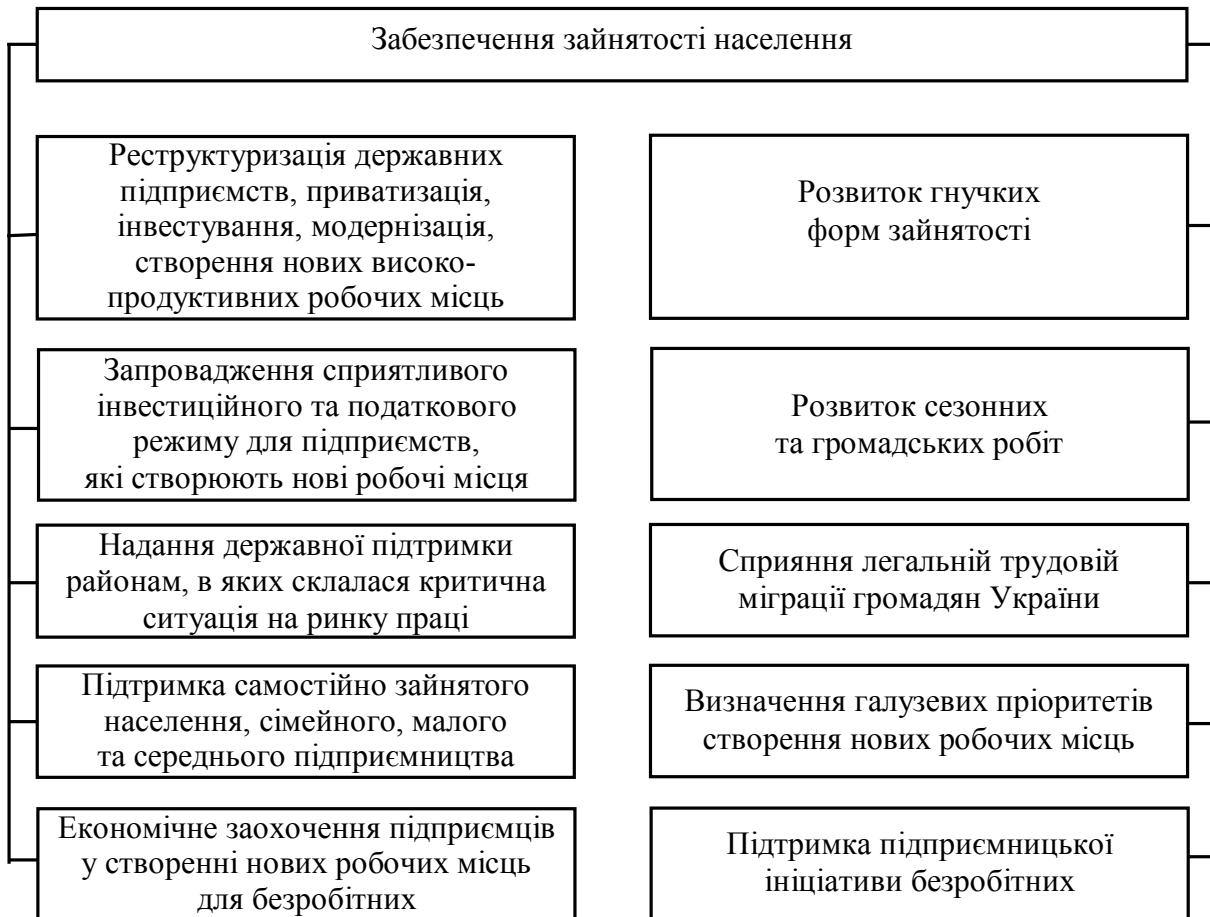 Забезпечення зайнятості населення
Реструктуризація державних
підприємств, приватизація,
інвестування, модернізація,
створення нових високо-
продуктивних робочих місць
Розвиток гнучких
форм зайнятості
Запровадження сприятливого
інвестиційного та податкового
режиму для підприємств,
які створюють нові робочі місця
Розвиток сезонних
та громадських робіт
Надання державної підтримки
районам, в яких склалася критична
ситуація на ринку праці
Сприяння легальній трудовій
міграції громадян України
Підтримка самостійно зайнятого
населення, сімейного, малого
та середнього підприємництва
Визначення галузевих пріоритетів
створення нових робочих місць
Економічне заохочення підприємців
у створенні нових робочих місць
для безробітних
Підтримка підприємницької
ініціативи безробітних